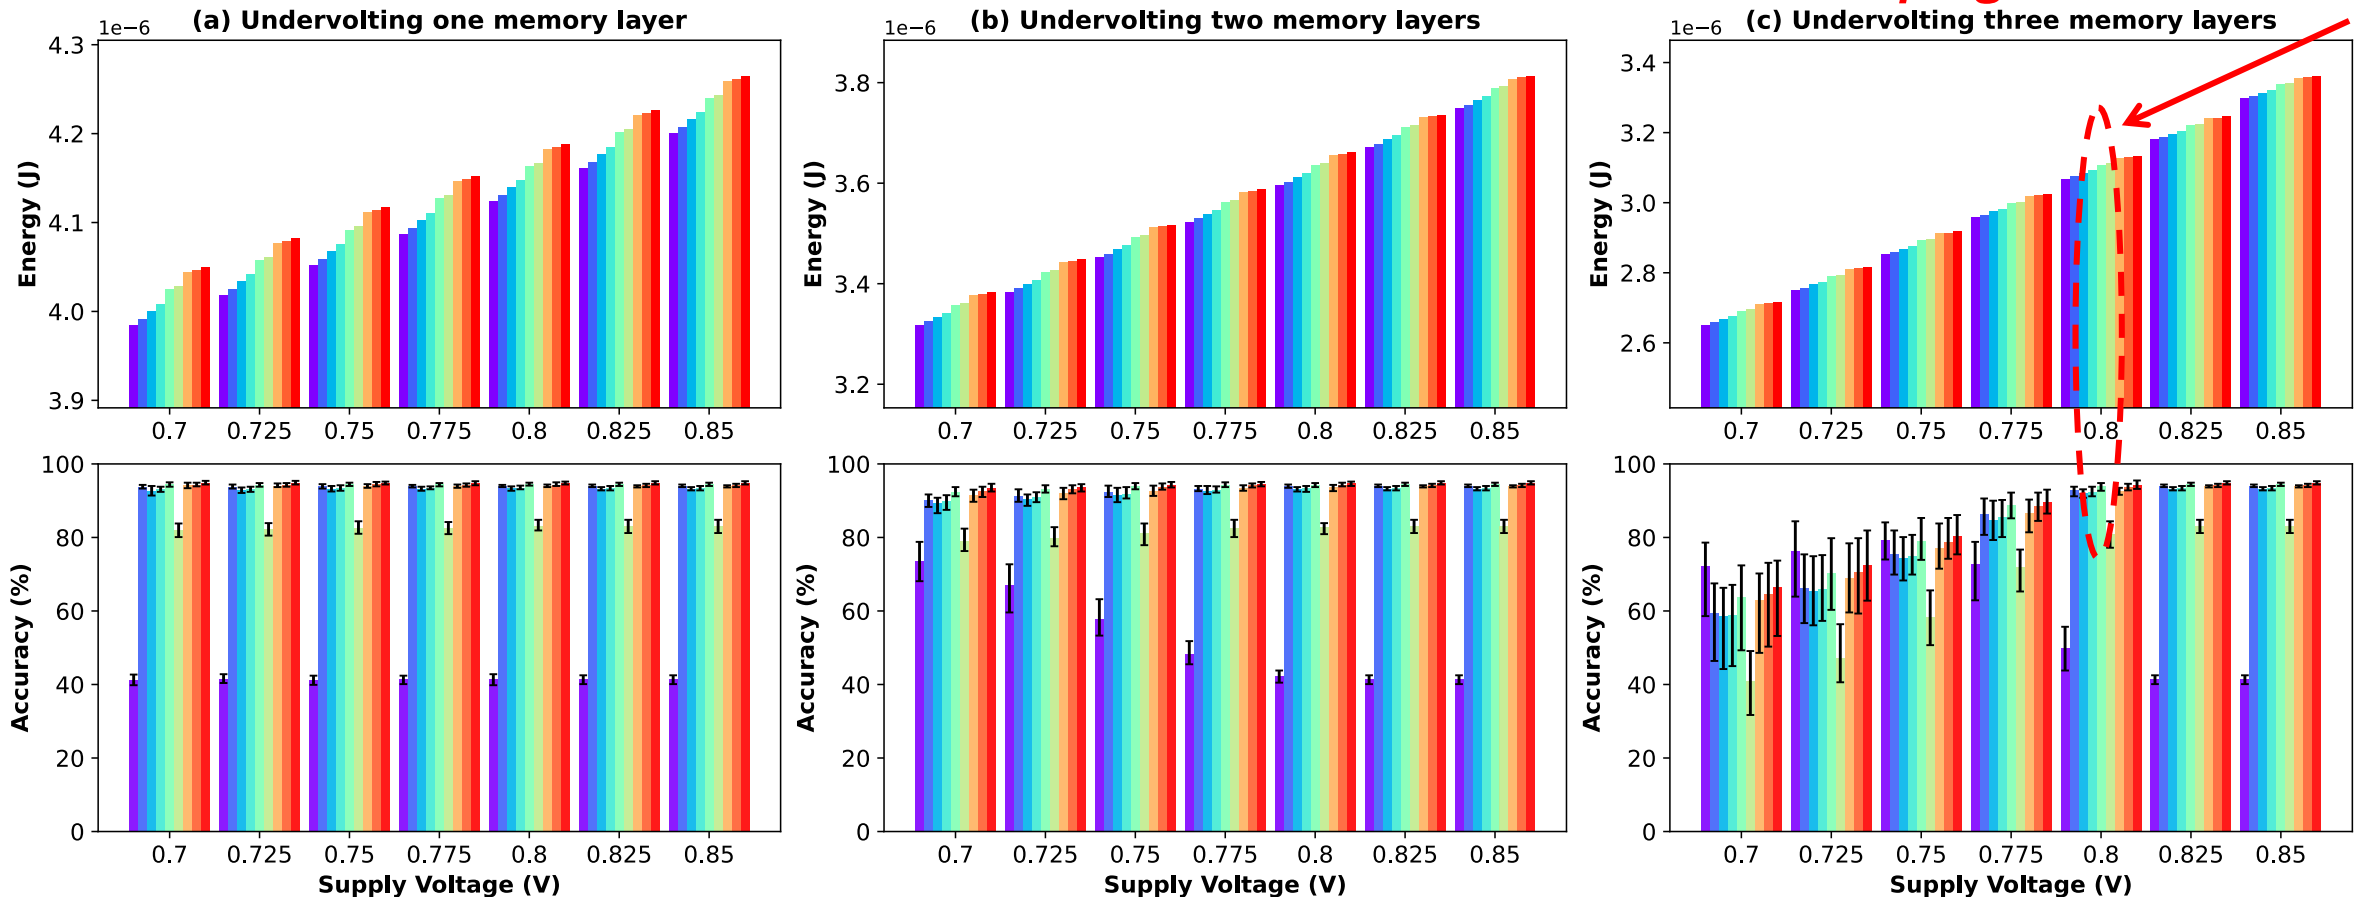 (a) Undervolting one memory layer
1e−6
4.3
4.2
4.1
4.0
3.9
Energy (J)
0.7 0.725 0.75 0.775 0.8 0.825 0.85
100
80
60
40
20
0
Accuracy (%)
0.7 0.725 0.75 0.775 0.8 0.825 0.85
Supply Voltage (V)
(b) Undervolting two memory layers
1e−6
3.8
3.6
3.4
3.2
Energy (J)
0.7 0.725 0.75 0.775 0.8 0.825 0.85
100
80
60
40
20
0
Accuracy (%)
0.7 0.725 0.75 0.775 0.8 0.825 0.85
Supply Voltage (V)
(c) Undervolting three memory layers
1e−6
3.4
3.2
3.0
2.8
2.6
Energy (J)
0.7 0.725 0.75 0.775 0.8 0.825 0.85
100
80
60
40
20
0
Accuracy (%)
0.7 0.725 0.75 0.775 0.8 0.825 0.85
Supply Voltage (V)